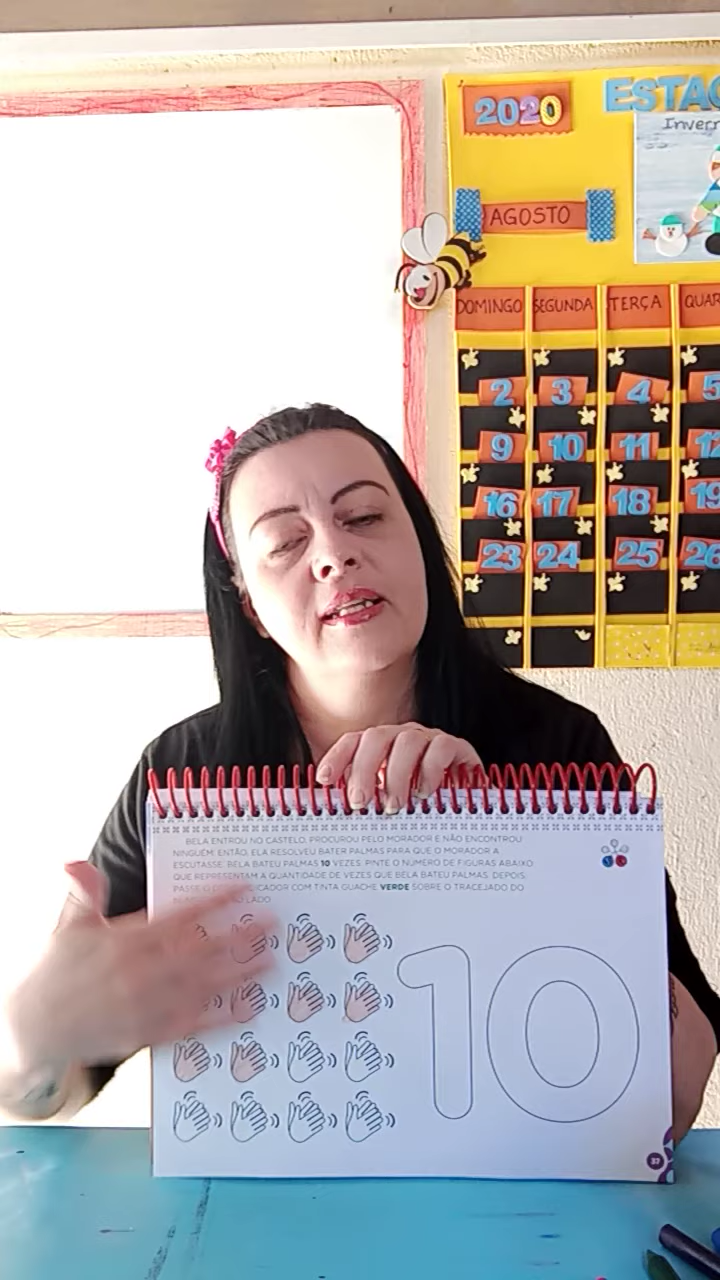 2020
ESTAÇ
Invern
AGOSTO
DOMINGO SEGUNDA TERÇA QUAR
2 3 4 5
9 10 11 12
16 17 18 19
23 24 25 26
BELA ENTROU NO CASTELO, PROCUROU PELO MORADOR E NÃO ENCONTROU
NINGUÉM. ENTÃO, ELA RESOLVEU BATER PALMAS PARA QUE O MORADOR A
ESCUTASSE. BELA BATEU PALMAS 10 VEZES. PINTE O NÚMERO DE FIGURAS ABAIXO
QUE REPRESENTAM A QUANTIDADE DE VEZES QUE BELA BATEU PALMAS. DEPOIS,
PASSE O INDICADOR COM TINTA GUACHE VERDE SOBRE O TRACEJADO DO
LADO.
10
37